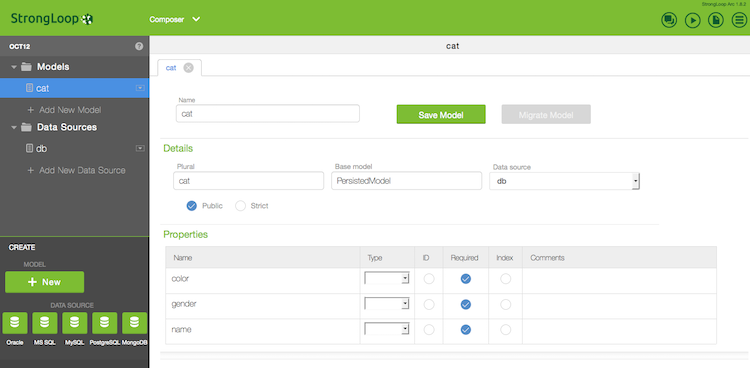 StrongLoop Arc 1.8.2
StrongLoop
Composer
OCT12
?
cat
Models
cat
cat
+ Add New Model
Data Sources
db
+ Add New Data Source
Name
cat
Save Model
Migrate Model
Details
Plural
Base model
Data source
cat
PersistedModel
db
Public
Strict
Properties
Name
Type
ID
Required
Index
Comments
color
gender
name
CREATE
MODEL
+ New
DATA SOURCE
Oracle
MS SQL
MySQL
PostgreSQL
MongoDB